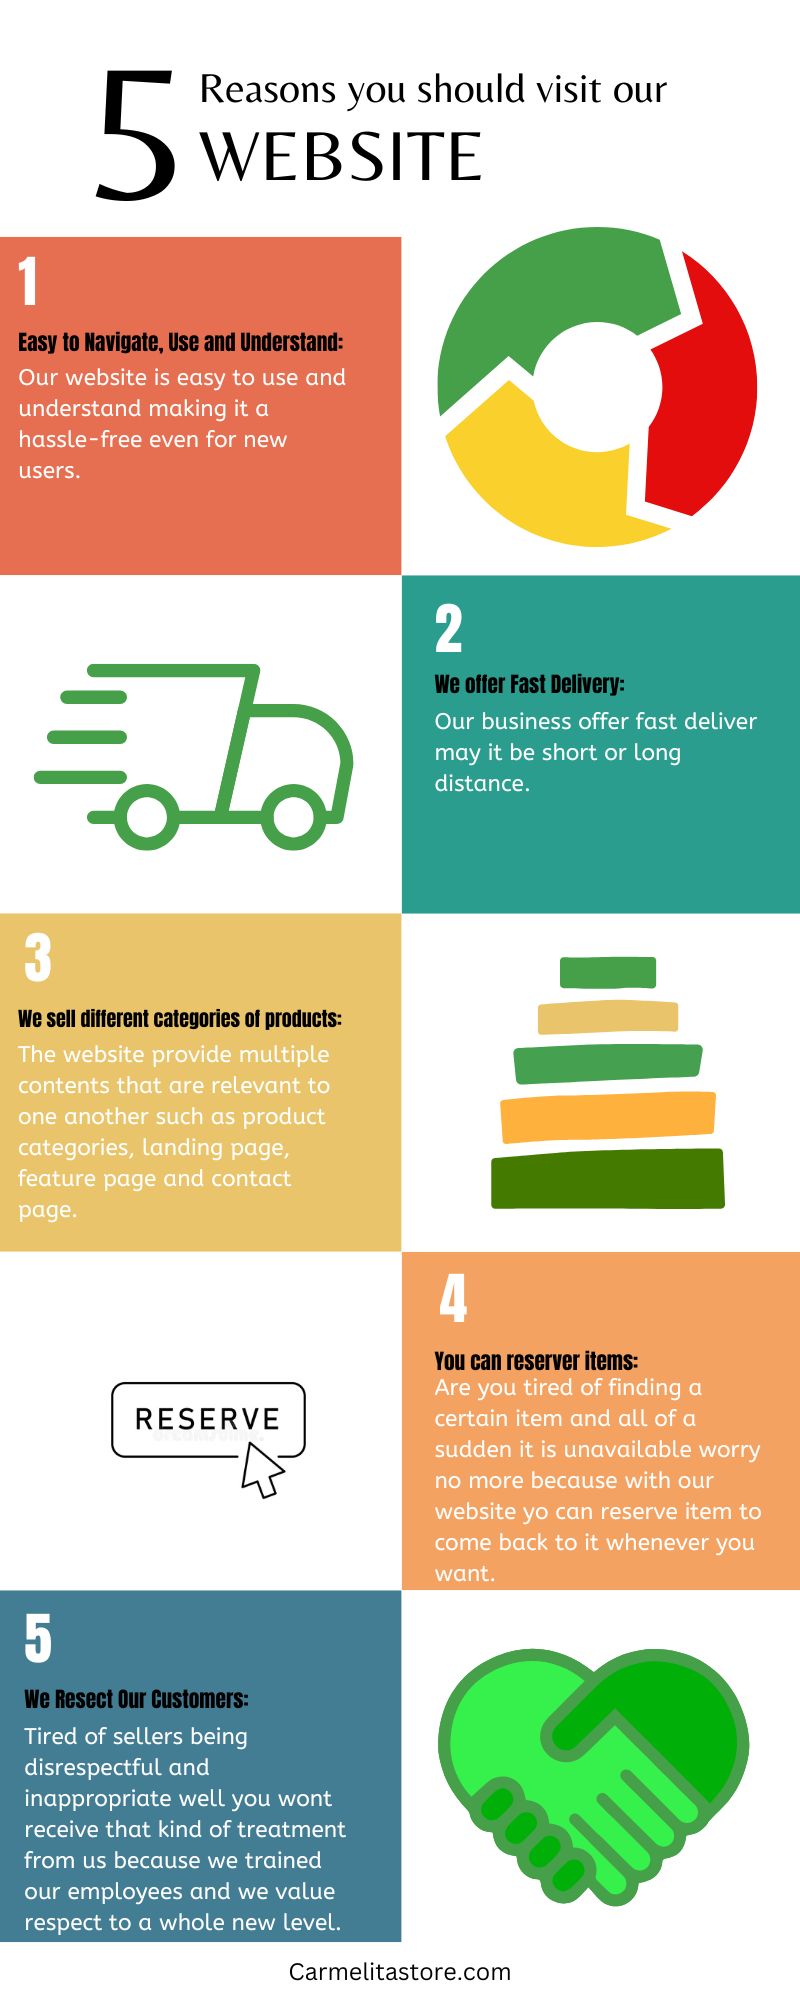 5
Reasons you should visit our
WEBSITE
1
Easy to Navigate, Use and Understand:
Our website is easy to use and
understand making it a
hassle-free even for new
users.
2
We offer Fast Delivery:
Our business offer fast deliver
may it be short or long
distance.
3
We sell different categories of products:
The website provide multiple
contents that are relevant to
one another such as product
categories, landing page,
feature page and contact
page.
RESERVE
4
You can reserver items:
Are you tired of finding a
certain item and all of a
sudden it is unavailable worry
no more because with our
website yo can reserve item to
come back to it whenever you
want.
5
We Resect Our Customers:
Tired of sellers being
disrespectful and
inappropriate well you wont
receive that kind of treatment
from us because we trained
our employees and we value
respect to a whole new level.
Carmelitastore.com